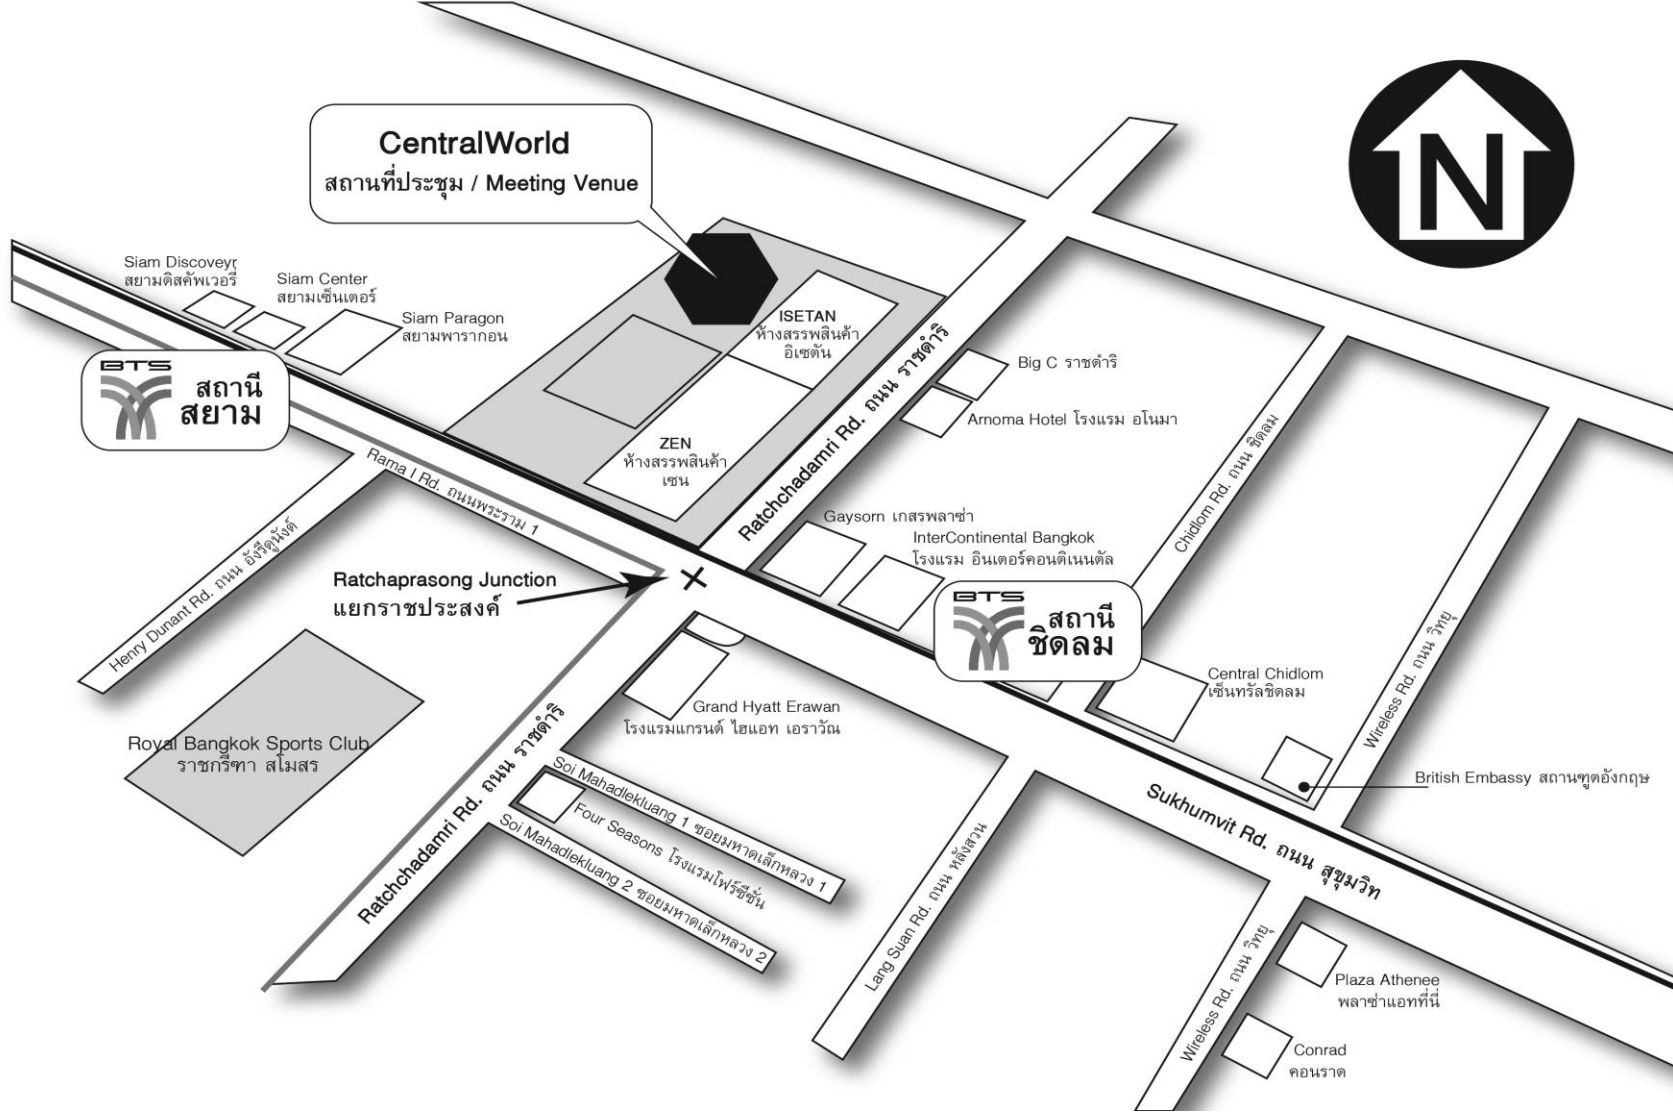 N
CentralWorld
สถานที่ประชุม / Meeting Venue
Siam Discoveyr
สยามดิสคัพเวอรี่
Siam Center
สยามเซ็นเตอร์
Siam Paragon
สยามพารากอน
BTS
สถานี
สยาม
ISETAN
ห้างสรรพสินค้า
อิเซตัน
ZEN
ห้างสรรพสินค้า
เซน
Ratchchadamri Rd. ถนน ราชดำริ
Big C ราชดำริ
Arnoma Hotel โรงแรม อโนมา
Chidlom Rd. ถนน ชิดลม
Rama I Rd. ถนนพระราม 1
Gaysorn เกสรพลาซ่า
InterContinental Bangkok
โรงแรม อินเตอร์คอนติเนนตัล
Henry Dunant Rd. ถนน อังรีดูนังต์
Ratchaprasong Junction
แยกราชประสงค์
BTS
สถานี
ชิดลม
Wireless Rd. ถนน วิทยุ
Central Chidlom
เซ็นทรัลชิดลม
Grand Hyatt Erawan
โรงแรมแกรนด์ ไฮแอท เอราวัณ
Royal Bangkok Sports Club
ราชกรีฑา สโมสร
British Embassy สถานฑูตอังกฤษ
Ratchchadamri Rd. ถนน ราชดำริ
Soi Mahadlekluang 1 ซอยมหาดเล็กหลวง 1
Four Seasons โรงแรมโฟร์ซีซั่น
Soi Mahadlekluang 2 ซอยมหาดเล็กหลวง 2
Sukhumvit Rd. ถนน สุขุมวิท
Lang Suan Rd. ถนน หลังสวน
Wireless Rd. ถนน วิทยุ
Plaza Athenee
พลาซ่าแอทที่นี่
Conrad
คอนราด